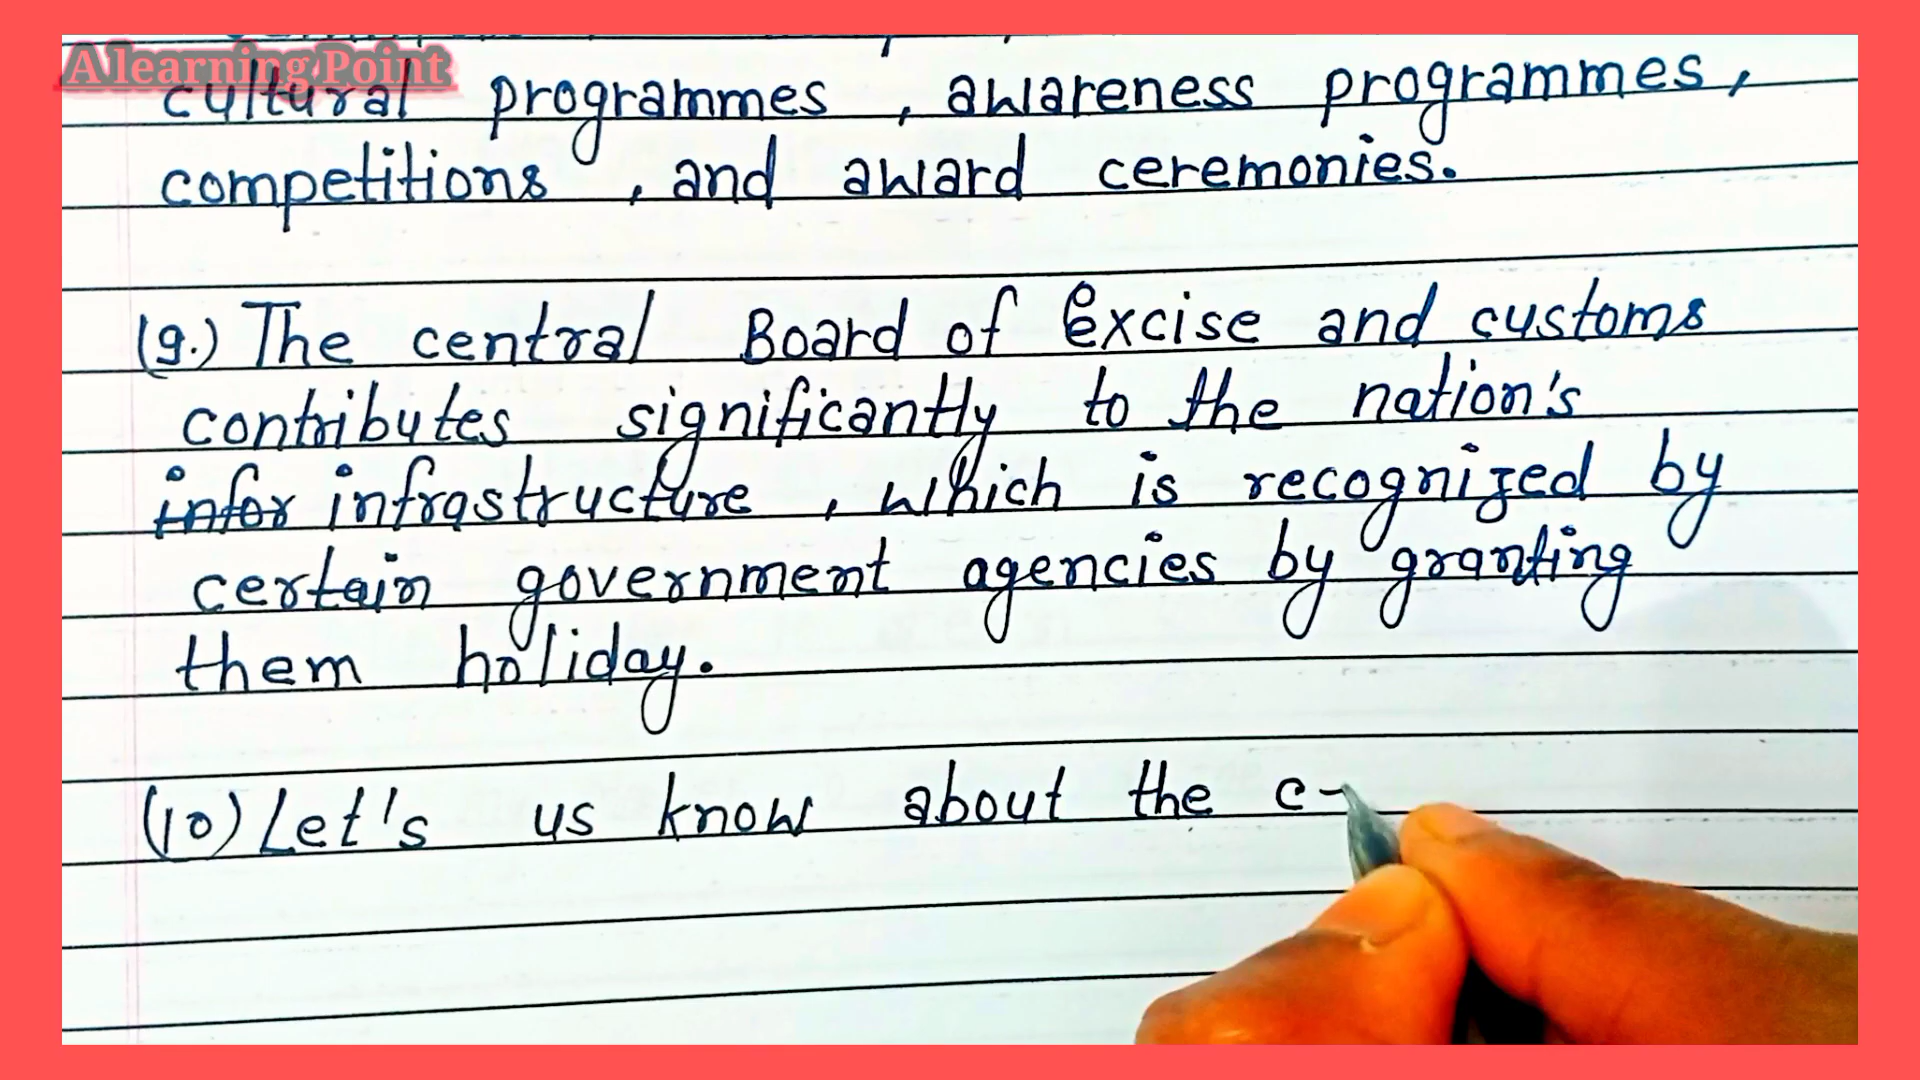 A learning Point
cultural programmes , awareness programmes,
competitions , and award ceremonies.
(9.) The central Board of Excise and customs
contributes significantly to the nation's
infor infrastructure , which is recognized by
certain government agencies by granting
them holiday.
(10) Let's us know about the c